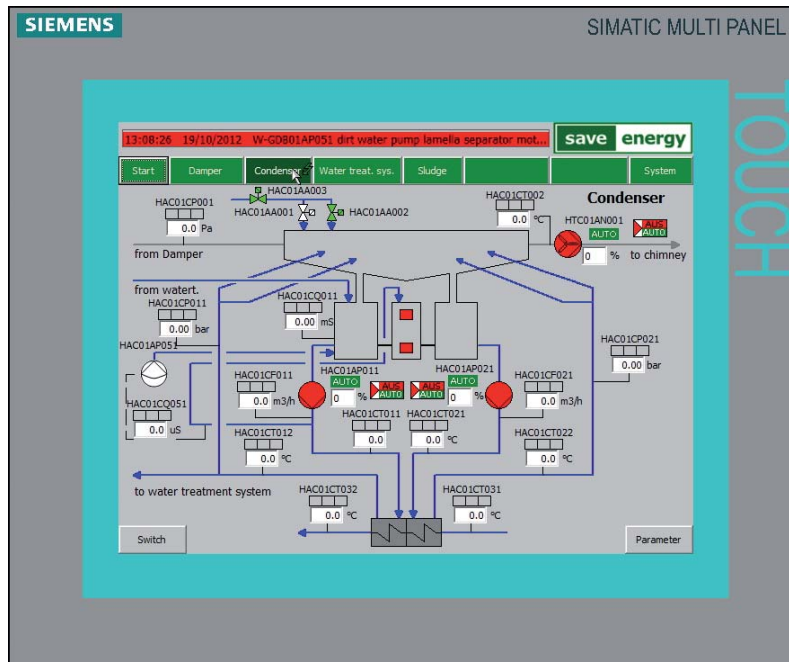 SIEMENS
SIMATIC MULTI PANEL
TOUCH
13:08:26 19/10/2012 W-GDB01AP051 dirt water pump lamella separator mot...
save energy
Start Damper Condenser Water treat. sys. Sludge System
Condenser
HAC01CP001
0.0 Pa
HAC01AA003
HAC01AA001
HAC01AA002
HAC01CT002
0.0 °C
HTC01AN001
AUTO
AUS
AUTO
0 %
from Damper
to chimney
from watert.
HAC01CP011
0.00 bar
HAC01CQ011
0.00 mS
HAC01CP021
0.00 bar
HAC01AP051
HAC01CQ051
0.0 uS
HAC01CF011
0.0 m3/h
HAC01AP011
AUTO
0 %
AUS
AUTO
HAC01AP021
AUTO
0 %
AUS
AUTO
HAC01CF021
0.0 m3/h
HAC01CT011
0.0
HAC01CT021
0.0 °C
HAC01CT012
0.0 °C
HAC01CT022
0.0 °C
to water treatment system
HAC01CT032
0.0 °C
HAC01CT031
0.0 °C
Switch
Parameter